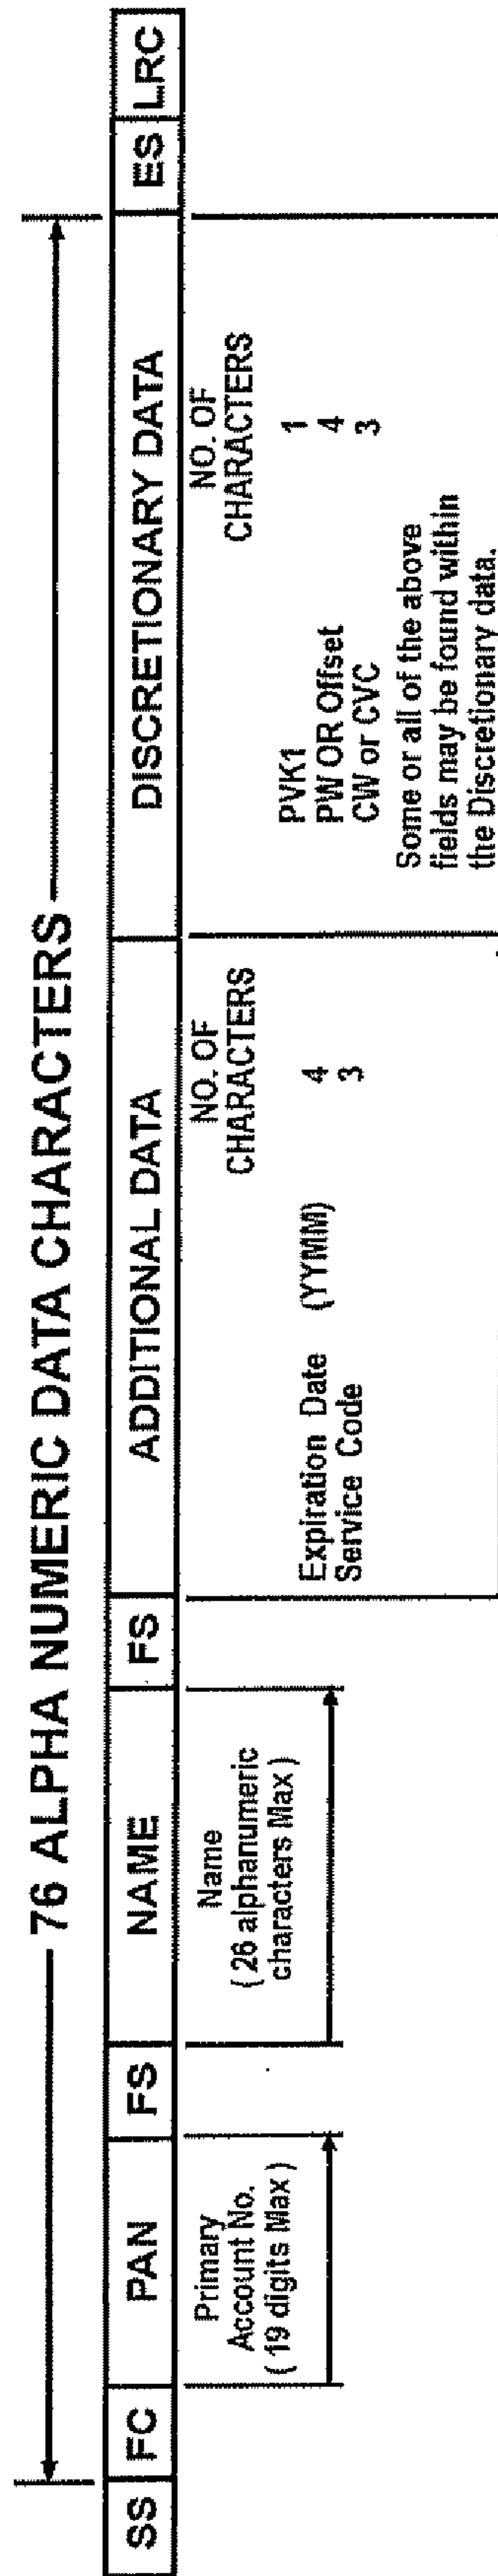 76 ALPHA NUMERIC DATA CHARACTERS
SS FC PAN FS NAME FS ADDITIONAL DATA DISCRETIONARY DATA ES LRC
Primary
Account No.
( 19 digits Max )
Name
( 26 alphanumeric
characters Max )
NO. OF
CHARACTERS
Expiration Date (YYMM) 4
Service Code 3
NO. OF
CHARACTERS
PVK1 1
PW OR Offset 4
CW or CVC 3
Some or all of the above
fields may be found within
the Discretionary data.